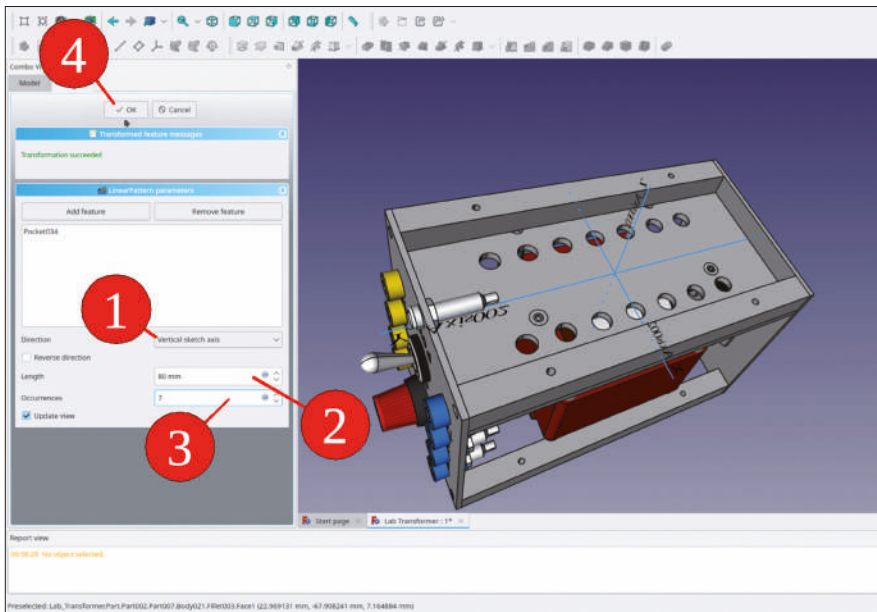 4
Combo Vi
Model
OK
Cancel
Transformed feature messages
Transformation succeeded
LinearPattern parameters
Add feature
Remove feature
Pocket034
1
Direction
Vertical sketch axis
Reverse direction
Length
80 mm
2
Occurrences
7
3
Update view
Start page
Lab Transformer : 1*
Report view
No object selected.
Preselected: Lab_Transformer.Part.Part002.Part007.Body021.Fillet003.Face1 (22.969131 mm, -67.908241 mm, 7.164884 mm)